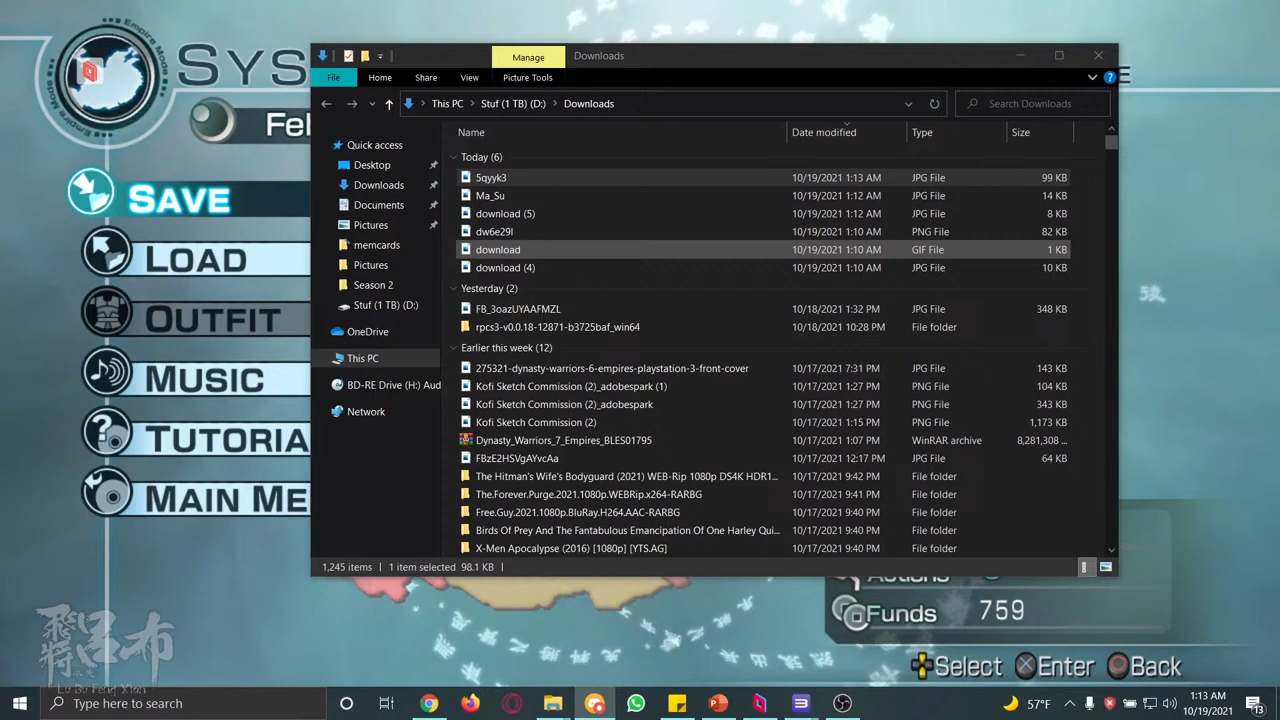 SYS
E
Fel
SAVE
LOAD
OUTFIT
MUSIC
TUTORIA
MAIN ME
Manage
Downloads
File
Home
Share
View
Picture Tools
This PC > Stuf (1 TB) (D:) > Downloads
Search Downloads
Quick access
Desktop
Downloads
Documents
Pictures
memcards
Pictures
Season 2
Stuf (1 TB) (D:)
OneDrive
This PC
BD-RE Drive (H:) Aud
Network
Name Date modified Type Size
Today (6)
5qyyk3 10/19/2021 1:13 AM JPG File 99 KB
Ma_Su 10/19/2021 1:12 AM JPG File 14 KB
download (5) 10/19/2021 1:12 AM JPG File 8 KB
dw6e29l 10/19/2021 1:10 AM PNG File 82 KB
download 10/19/2021 1:10 AM GIF File 1 KB
download (4) 10/19/2021 1:10 AM JPG File 10 KB
Yesterday (2)
FB_3oazUYAAFMZL 10/18/2021 1:32 PM JPG File 348 KB
rpcs3-v0.0.18-12871-b3725baf_win64 10/18/2021 10:28 PM File folder
Earlier this week (12)
275321-dynasty-warriors-6-empires-playstation-3-front-cover 10/17/2021 7:31 PM JPG File 143 KB
Kofi Sketch Commission (2)_adobespark (1) 10/17/2021 1:27 PM PNG File 104 KB
Kofi Sketch Commission (2)_adobespark 10/17/2021 1:27 PM PNG File 343 KB
Kofi Sketch Commission (2) 10/17/2021 1:15 PM PNG File 1,173 KB
Dynasty_Warriors_7_Empires_BLES01795 10/17/2021 1:07 PM WinRAR archive 8,281,308 ...
FBzE2HSVgAYvcAa 10/17/2021 12:17 PM JPG File 64 KB
The Hitman's Wife's Bodyguard (2021) WEB-Rip 1080p DS4K HDR1... 10/17/2021 9:42 PM File folder
The.Forever.Purge.2021.1080p.WEBRip.x264-RARBG 10/17/2021 9:41 PM File folder
Free.Guy.2021.1080p.BluRay.H264.AAC-RARBG 10/17/2021 9:40 PM File folder
Birds Of Prey And The Fantabulous Emancipation Of One Harley Qui... 10/17/2021 9:40 PM File folder
X-Men Apocalypse (2016) [1080p] [YTS.AG] 10/17/2021 9:40 PM File folder
1,245 items 1 item selected 98.1 KB
Actions
Funds 759
Select Enter Back
飛将 呂布
Lu Bu Feng Xian
Type here to search
57°F
1:13 AM
10/19/2021
13